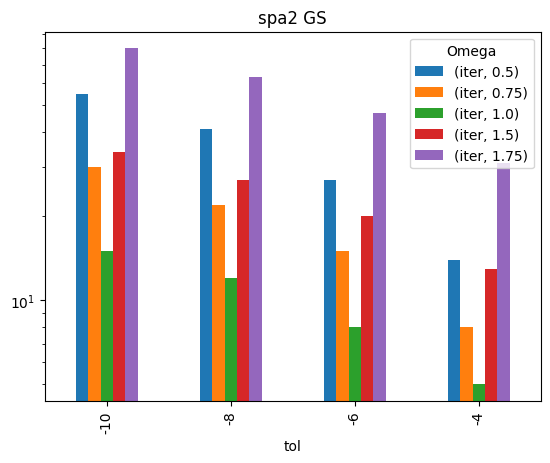 spa2 GS
Omega
(iter, 0.5)
(iter, 0.75)
(iter, 1.0)
(iter, 1.5)
(iter, 1.75)
10¹
-10
-8
-6
-4
tol